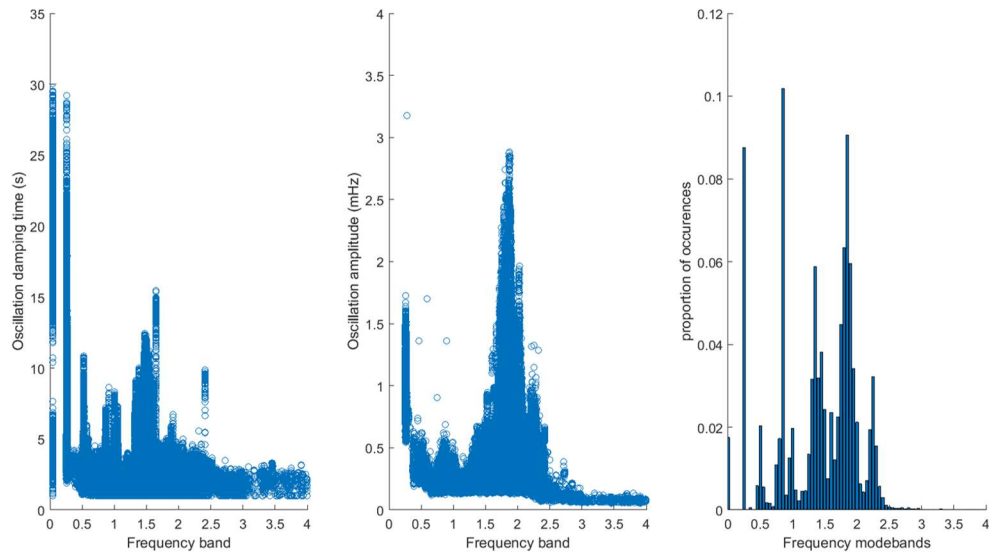 35
30
25
20
15
10
5
0
Oscillation damping time (s)
0 0.5 1 1.5 2 2.5 3 3.5 4
Frequency band
4
3.5
3
2.5
2
1.5
1
0.5
0
Oscillation amplitude (mHz)
0 0.5 1 1.5 2 2.5 3 3.5 4
Frequency band
0.12
0.1
0.08
0.06
0.04
0.02
0
proportion of occurences
0 0.5 1 1.5 2 2.5 3 3.5 4
Frequency modebands